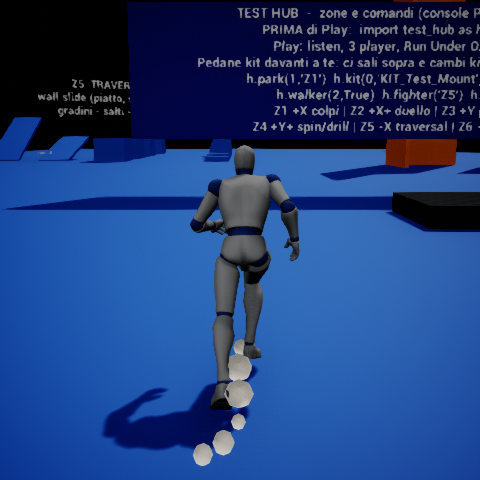 TEST HUB - zone e comandi (console P
PRIMA di Play: import test_hub as h
Play: listen, 3 player, Run Under O
Pedane kit davanti a te: ci sali sopra e cambi ki
h.park(1,'Z1') h.kit(0,'KIT_Test_Mount',
h.walker(2,True) h.fighter('Z5') h.
Z1 +X colpi | Z2 +X+ duello | Z3 +Y
Z4 +Y+ spin/drill | Z5 -X traversal | Z6 -
Z5 TRAVER
wall slide (piatto,
gradini - salti -